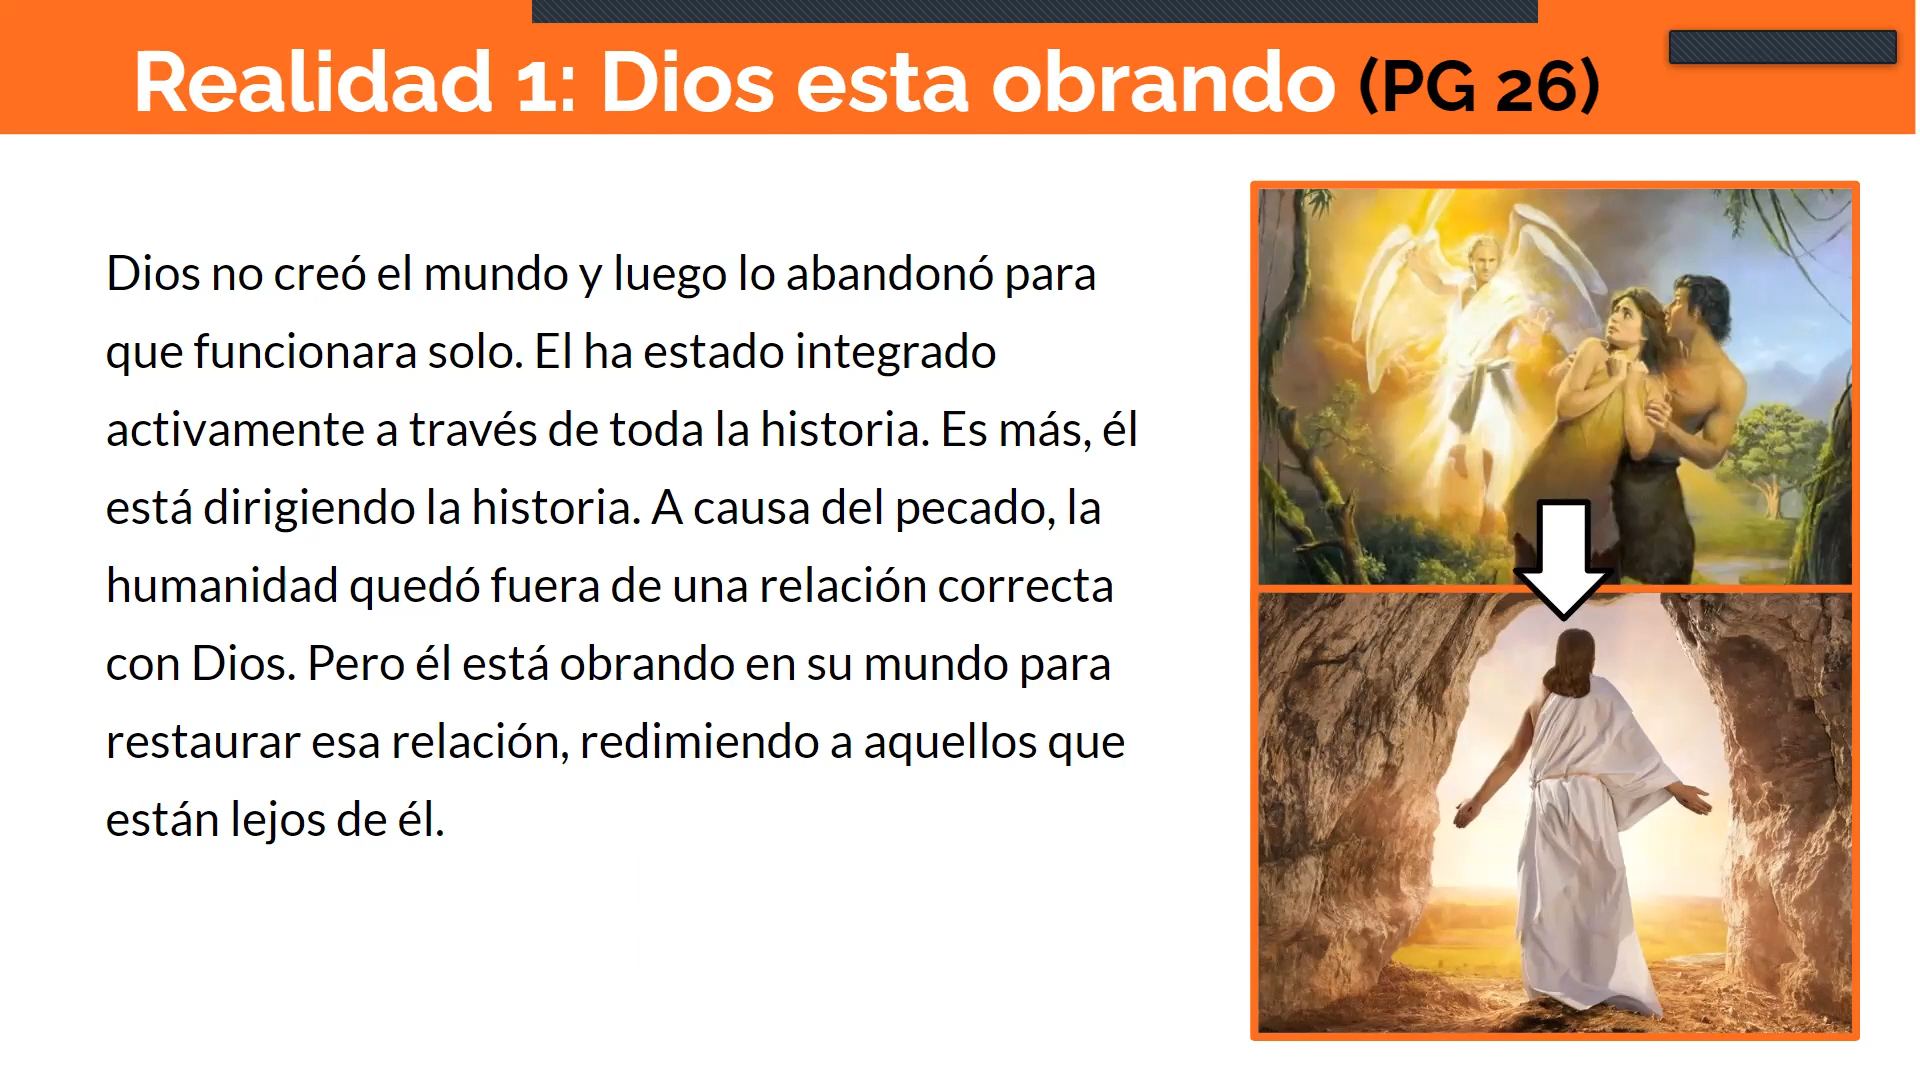 Realidad 1: Dios esta obrando (PG 26)
Dios no creó el mundo y luego lo abandonó para
que funcionara solo. El ha estado integrado
activamente a través de toda la historia. Es más, él
está dirigiendo la historia. A causa del pecado, la
humanidad quedó fuera de una relación correcta
con Dios. Pero él está obrando en su mundo para
restaurar esa relación, redimiendo a aquellos que
están lejos de él.